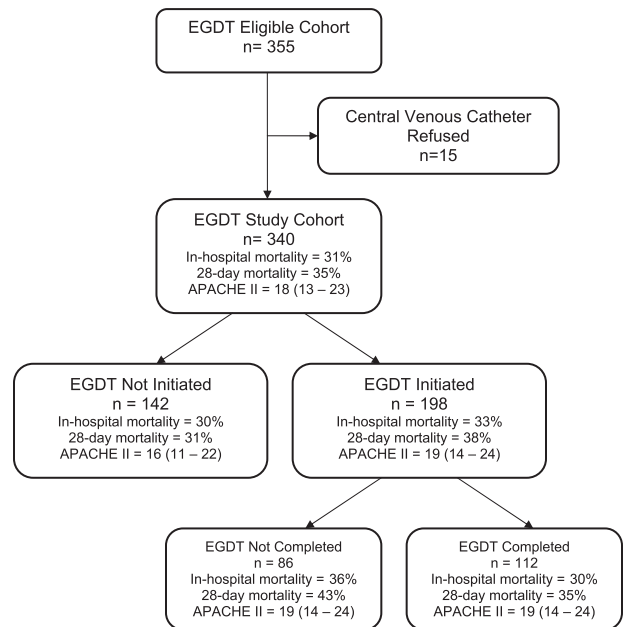 EGDT Eligible Cohort
n= 355
Central Venous Catheter
Refused
n=15
EGDT Study Cohort
n= 340
In-hospital mortality = 31%
28-day mortality = 35%
APACHE II = 18 (13 – 23)
EGDT Not Initiated
n = 142
In-hospital mortality = 30%
28-day mortality = 31%
APACHE II = 16 (11 – 22)
EGDT Initiated
n = 198
In-hospital mortality = 33%
28-day mortality = 38%
APACHE II = 19 (14 – 24)
EGDT Not Completed
n = 86
In-hospital mortality = 36%
28-day mortality = 43%
APACHE II = 19 (14 – 24)
EGDT Completed
n = 112
In-hospital mortality = 30%
28-day mortality = 35%
APACHE II = 19 (14 – 24)